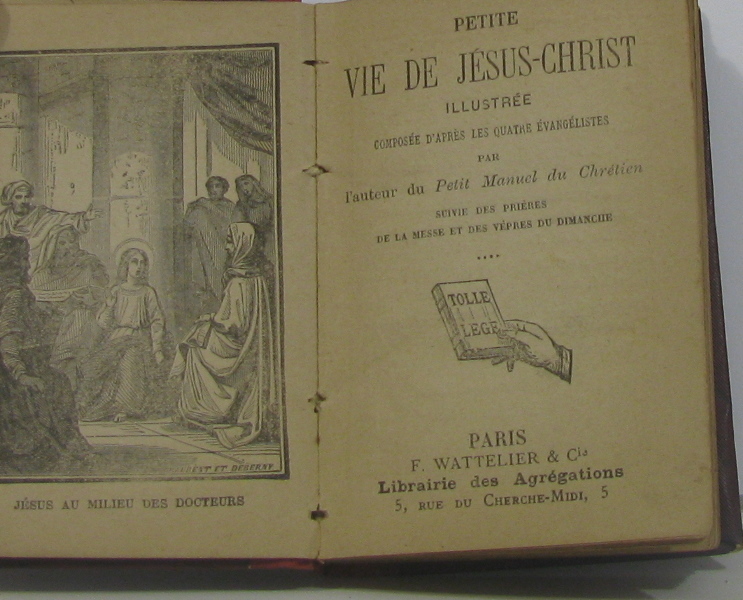 JÉSUS AU MILIEU DES DOCTEURS
PETITE
VIE DE JÉSUS-CHRIST
ILLUSTRÉE
COMPOSÉE D'APRÈS LES QUATRE ÉVANGÉLISTES
PAR
l'auteur du Petit Manuel du Chrétien
SUIVIE DES PRIÈRES
DE LA MESSE ET DES VÊPRES DU DIMANCHE
TOLLE
LEGE
PARIS
F. WATTELIER & Cie
Librairie des Agrégations
5, RUE DU CHERCHE-MIDI, 5